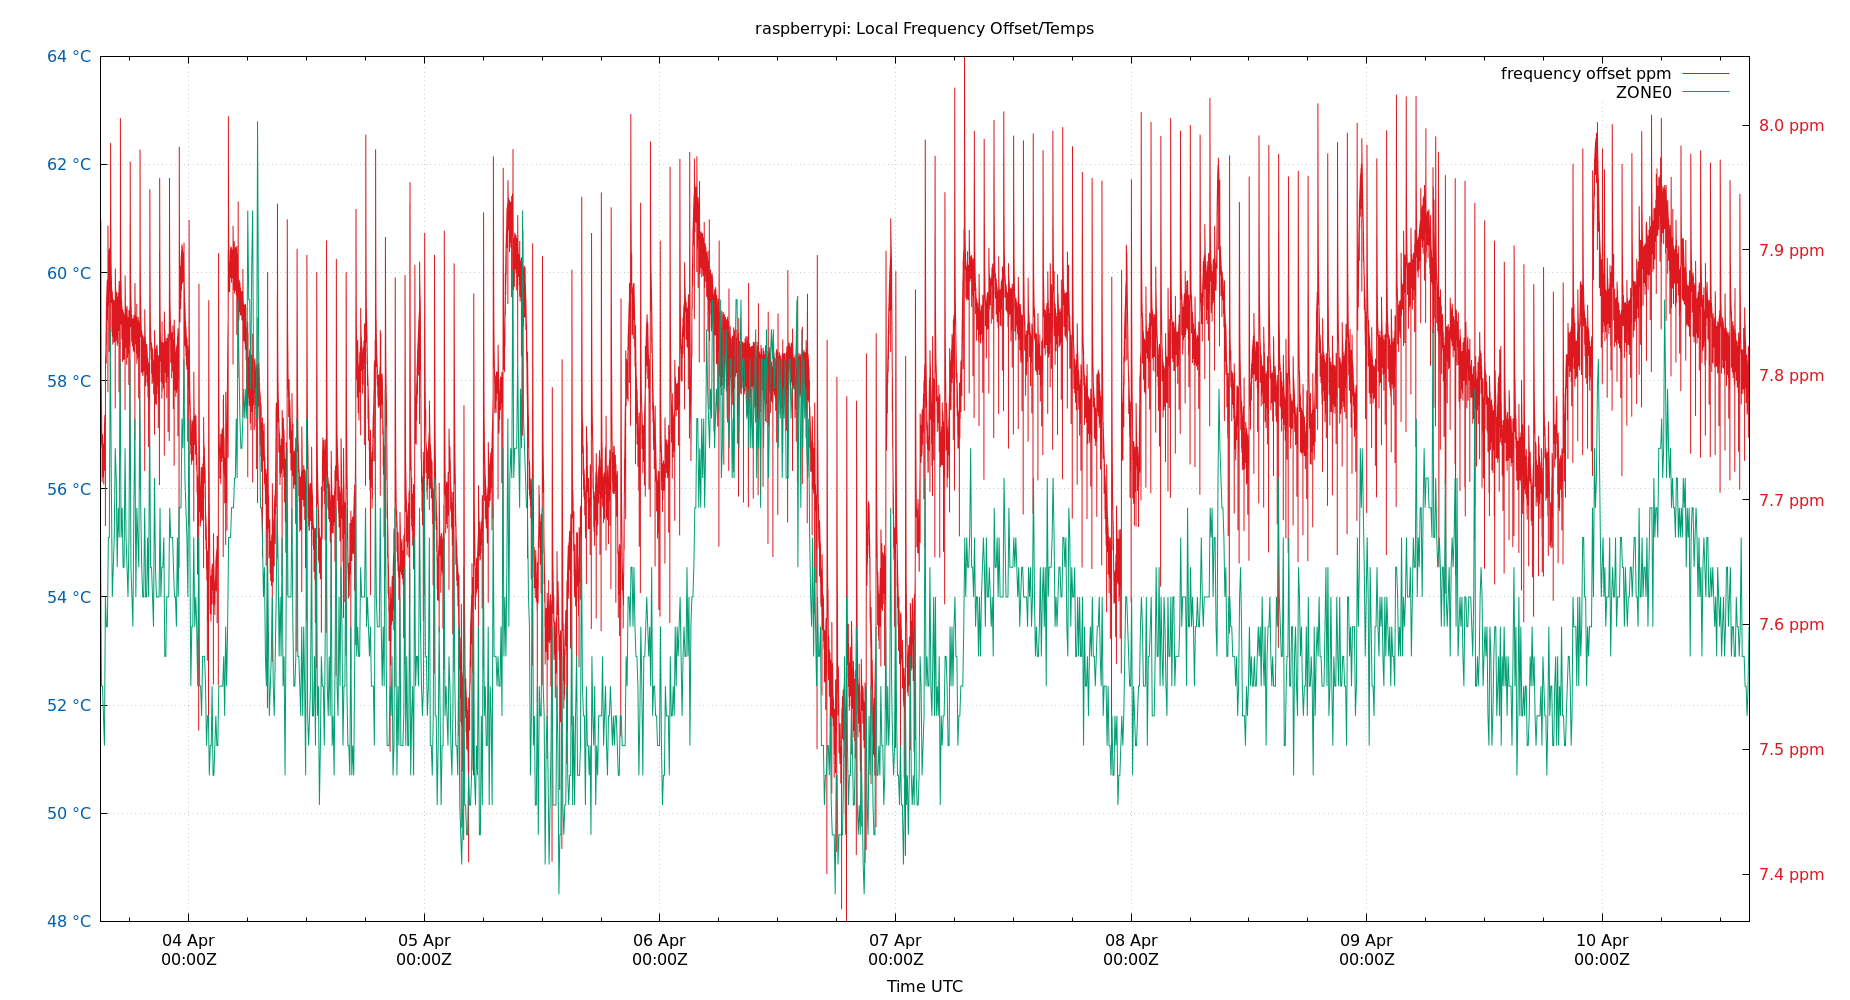 raspberrypi: Local Frequency Offset/Temps
frequency offset ppm
ZONE0
64 °C
62 °C
60 °C
58 °C
56 °C
54 °C
52 °C
50 °C
48 °C
8.0 ppm
7.9 ppm
7.8 ppm
7.7 ppm
7.6 ppm
7.5 ppm
7.4 ppm
04 Apr
00:00Z
05 Apr
00:00Z
06 Apr
00:00Z
07 Apr
00:00Z
08 Apr
00:00Z
09 Apr
00:00Z
10 Apr
00:00Z
Time UTC